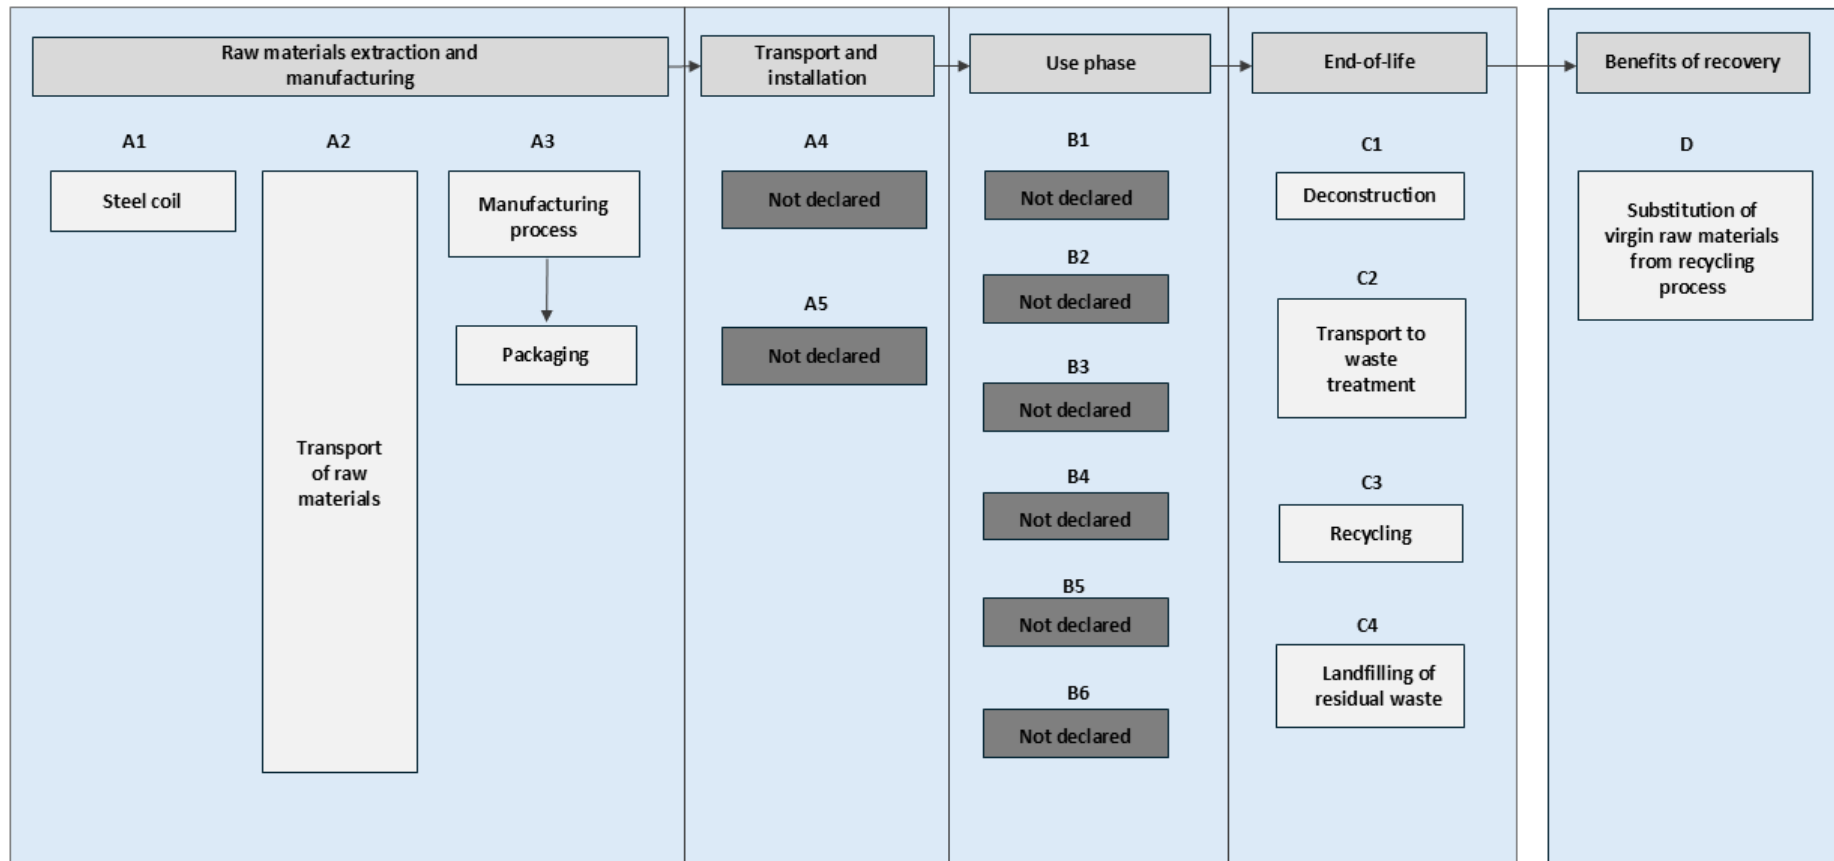 Raw materials extraction and
manufacturing
Transport and
installation
Use phase
End-of-life
Benefits of recovery
A1
Steel coil
A2
Transport
of raw
materials
A3
Manufacturing
process
Packaging
A4
Not declared
A5
Not declared
B1
Not declared
B2
Not declared
B3
Not declared
B4
Not declared
B5
Not declared
B6
Not declared
C1
Deconstruction
C2
Transport to
waste
treatment
C3
Recycling
C4
Landfilling of
residual waste
D
Substitution of
virgin raw materials
from recycling
process